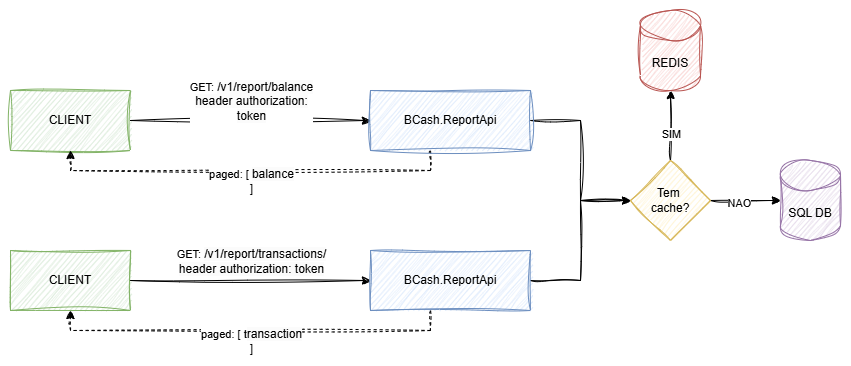 REDIS
GET: /v1/report/balance
header authorization:
token
CLIENT
BCash.ReportApi
SIM
paged: [ balance
]
Tem
cache?
NAO
SQL DB
GET: /v1/report/transactions/
header authorization: token
CLIENT
BCash.ReportApi
paged: [ transaction
]